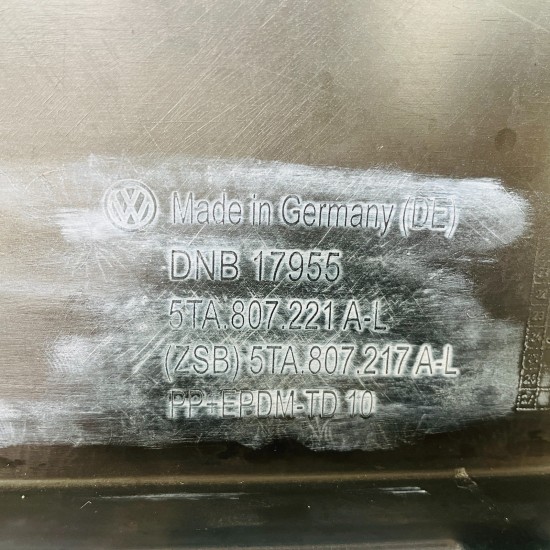 Made in Germany (DE)
DNB 17955
5TA.807.221 A-L
(ZSB) 5TA.807.217 A-L
PP+EPDM-TD 10